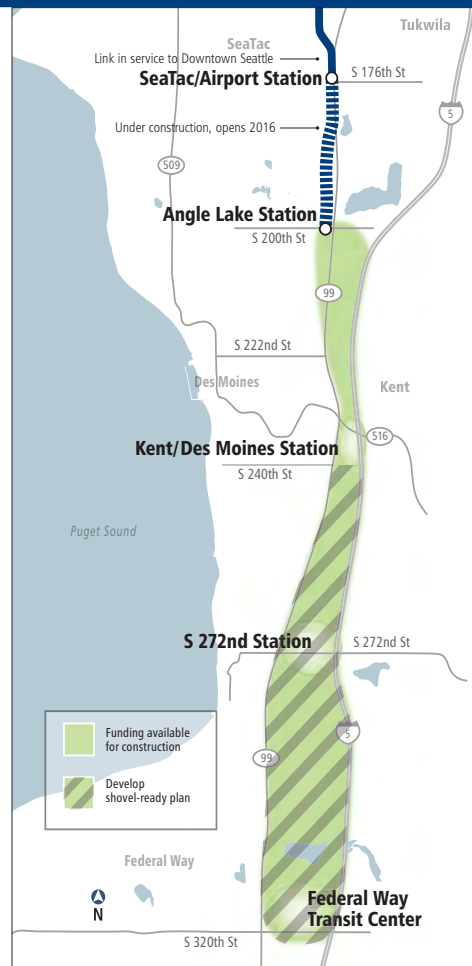 Tukwila
SeaTac
Link in service to Downtown Seattle
SeaTac/Airport Station
S 176th St
5
Under construction, opens 2016
509
Angle Lake Station
S 200th St
99
S 222nd St
Des Moines
Kent
516
Kent/Des Moines Station
S 240th St
Puget Sound
S 272nd Station
S 272nd St
Funding available
for construction
5
99
Develop
shovel-ready plan
Federal Way
N
Federal Way
Transit Center
S 320th St